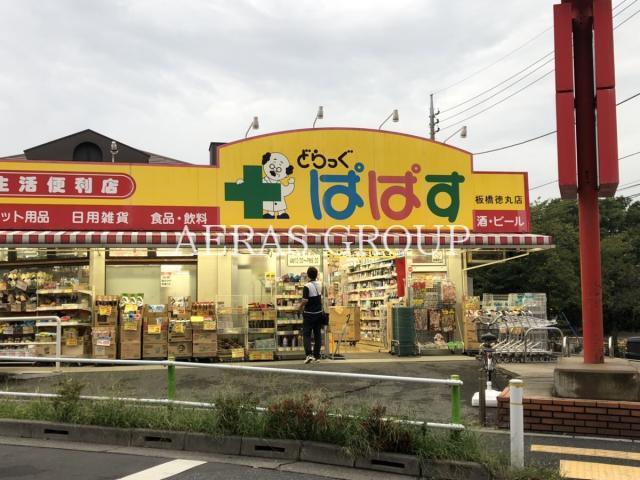 どらっぐ
ぱぱす
板橋徳丸店
生活便利店
ット用品 日用雑貨 食品・飲料
酒・ビール
AERAS GROUP